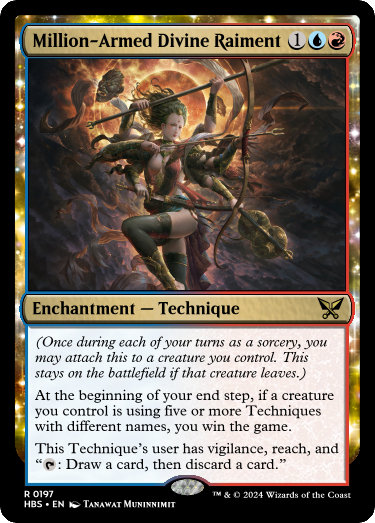 Million-Armed Divine Raiment 1
Enchantment — Technique
(Once during each of your turns as a sorcery, you
may attach this to a creature you control. This
stays on the battlefield if that creature leaves.)
At the beginning of your end step, if a creature
you control is using five or more Techniques
with different names, you win the game.
This Technique's user has vigilance, reach, and
“: Draw a card, then discard a card.”
R 0197
HBS • EN Tanawat Muninnimit
™ & © 2024 Wizards of the Coast